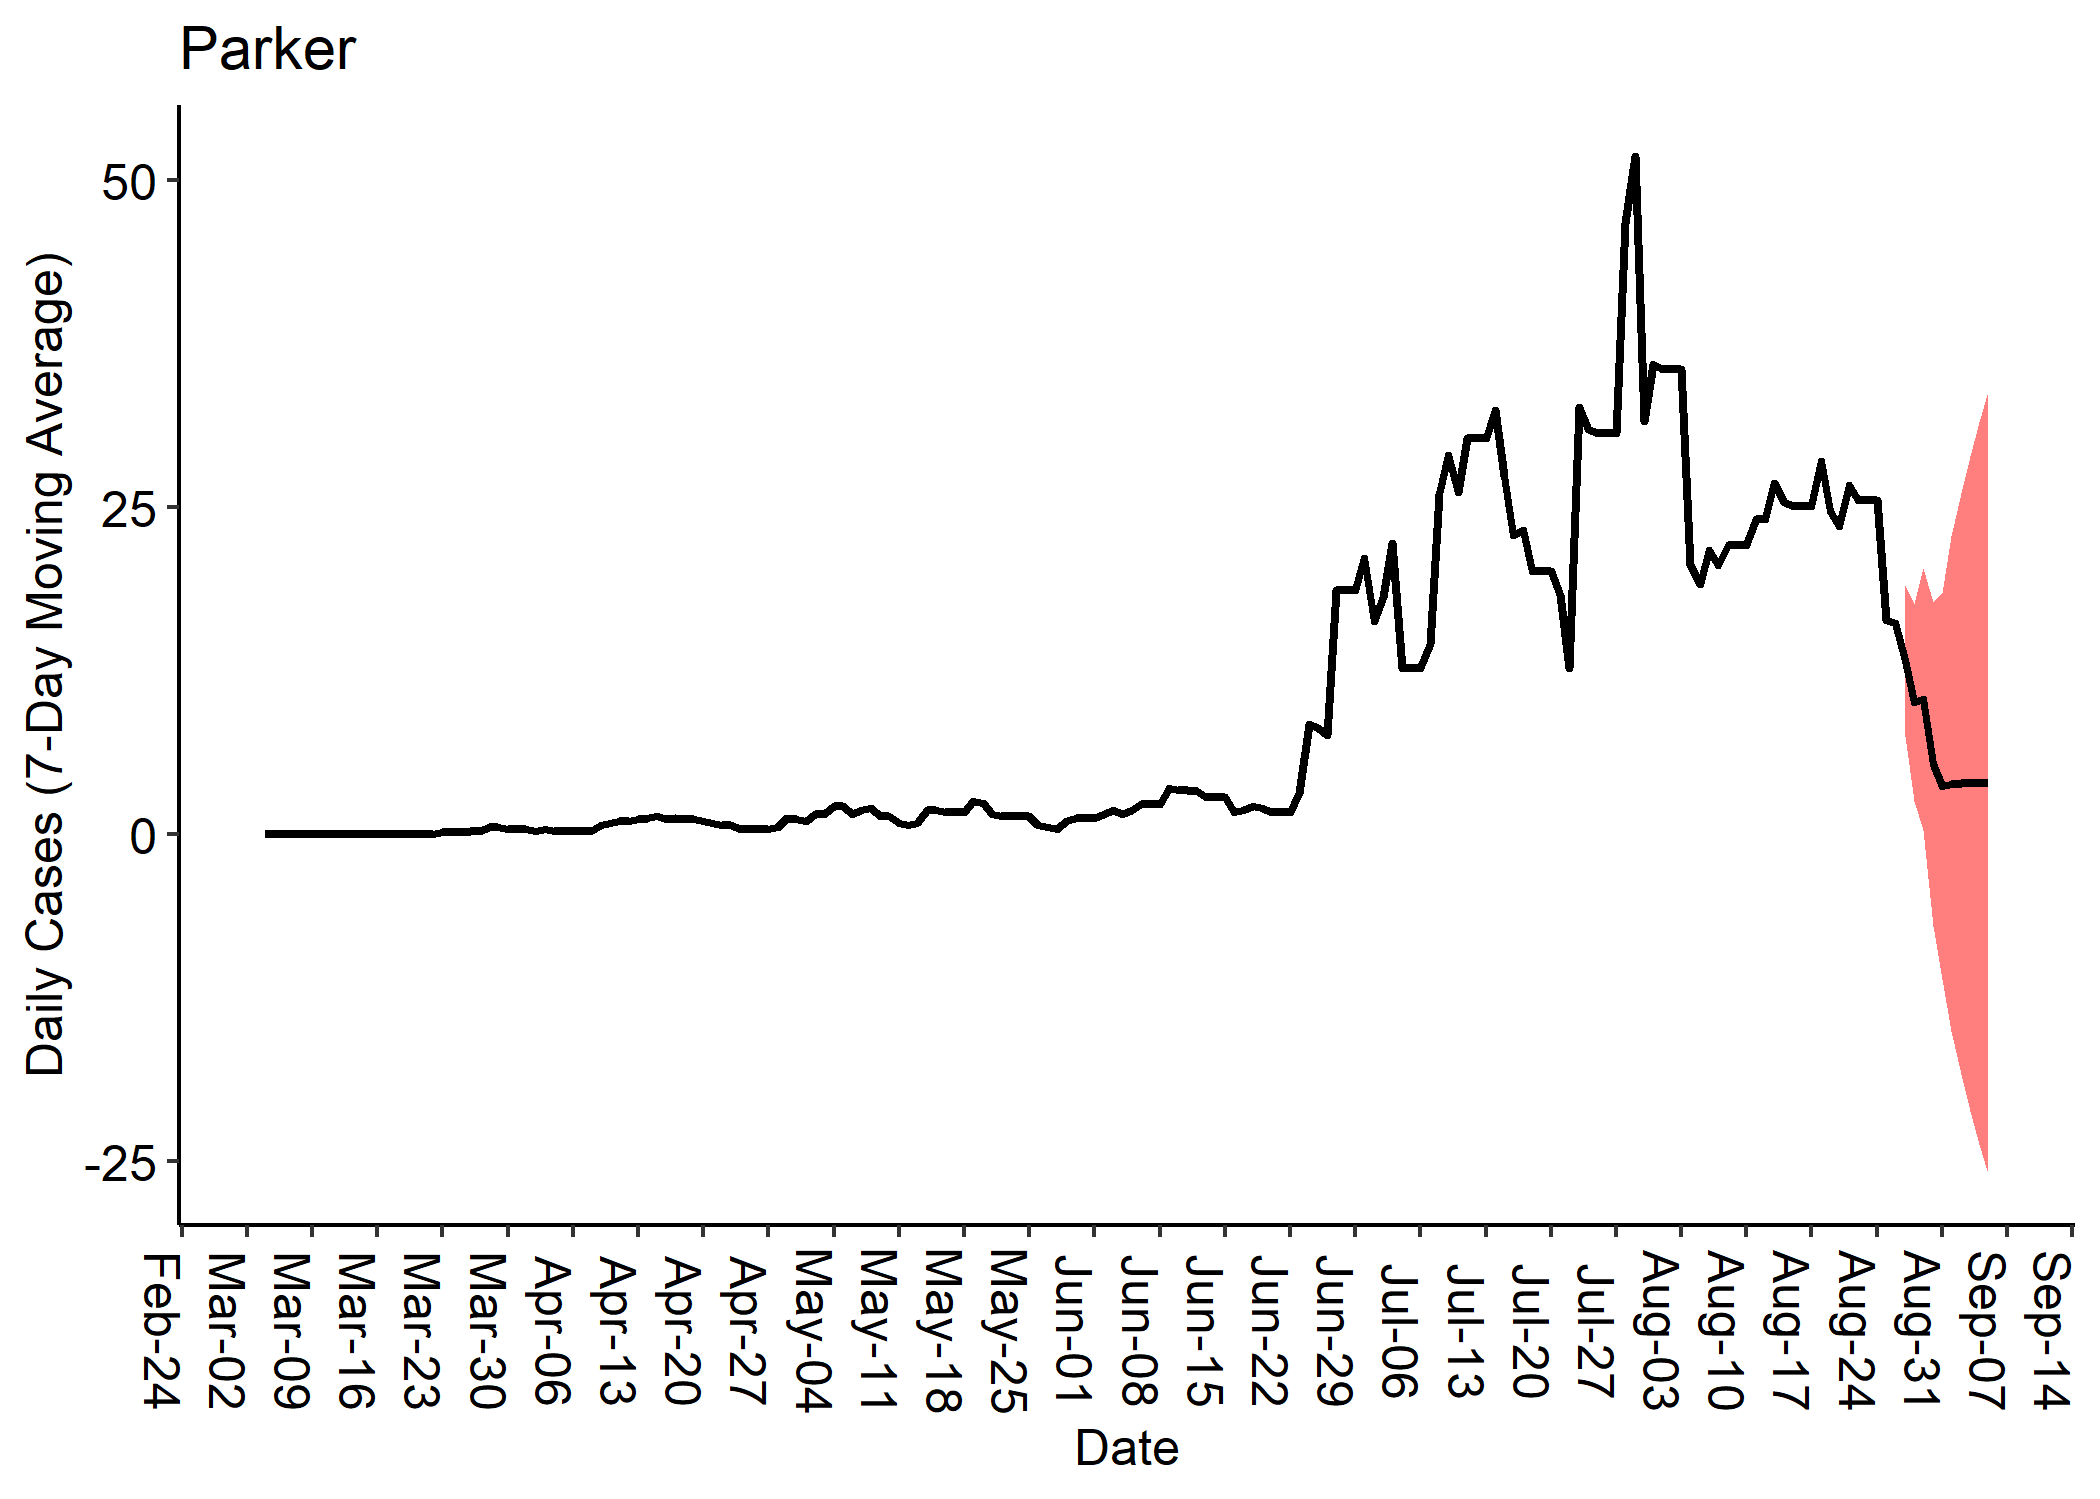 Parker
Daily Cases (7-Day Moving Average)
50
25
0
-25
Feb-24
Mar-02
Mar-09
Mar-16
Mar-23
Mar-30
Apr-06
Apr-13
Apr-20
Apr-27
May-04
May-11
May-18
May-25
Jun-01
Jun-08
Jun-15
Jun-22
Jun-29
Jul-06
Jul-13
Jul-20
Jul-27
Aug-03
Aug-10
Aug-17
Aug-24
Aug-31
Sep-07
Sep-14
Date